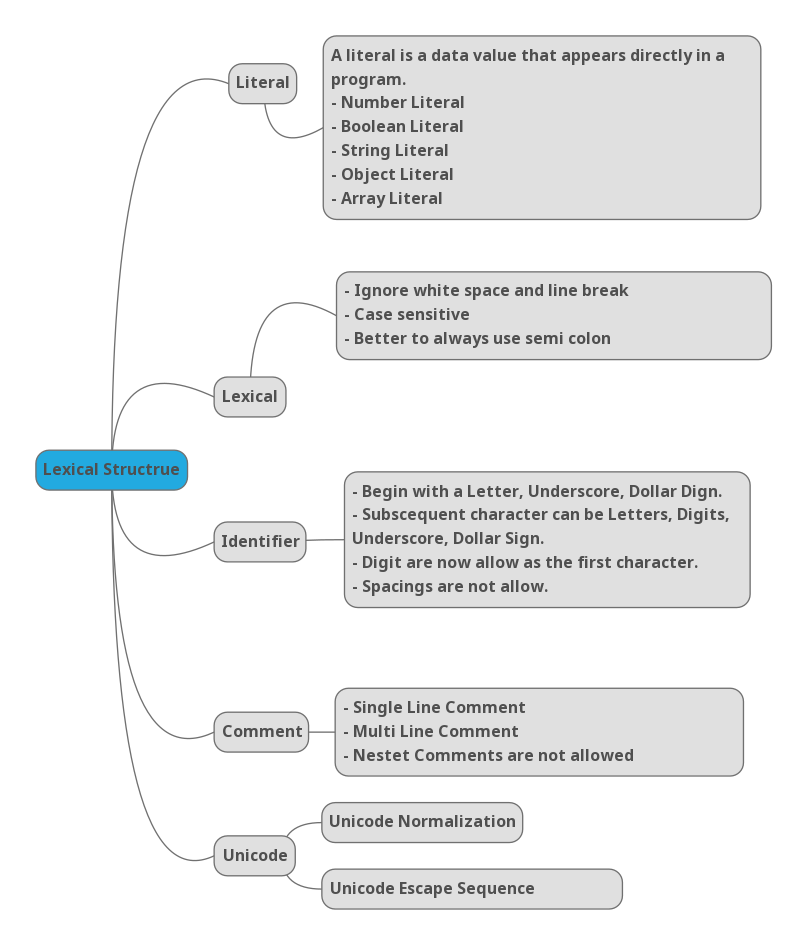 Literal
A literal is a data value that appears directly in a
program.
- Number Literal
- Boolean Literal
- String Literal
- Object Literal
- Array Literal
- Ignore white space and line break
- Case sensitive
- Better to always use semi colon
Lexical
Lexical Structrue
- Begin with a Letter, Underscore, Dollar Dign.
- Subscequent character can be Letters, Digits,
Underscore, Dollar Sign.
- Digit are now allow as the first character.
- Spacings are not allow.
Identifier
- Single Line Comment
- Multi Line Comment
- Nestet Comments are not allowed
Comment
Unicode Normalization
Unicode
Unicode Escape Sequence